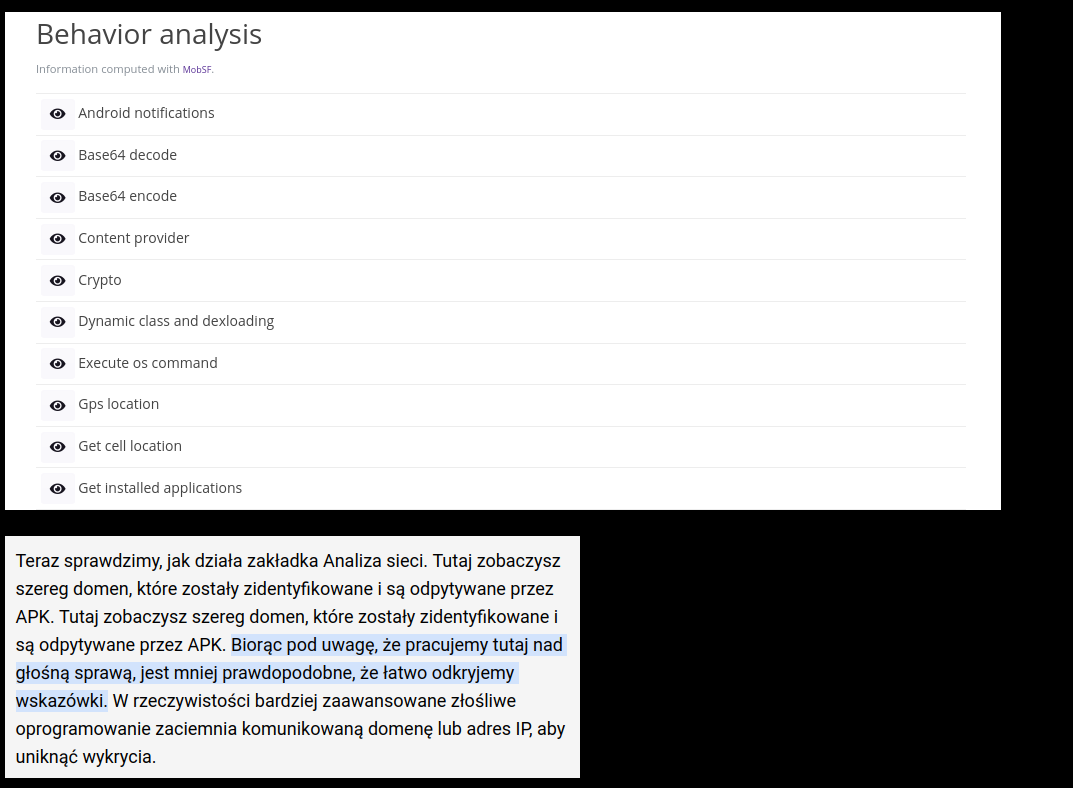 Behavior analysis
Information computed with MobSF.
Android notifications
Base64 decode
Base64 encode
Content provider
Crypto
Dynamic class and dexloading
Execute os command
Gps location
Get cell location
Get installed applications
Teraz sprawdzimy, jak działa zakładka Analiza sieci. Tutaj zobaczysz
szereg domen, które zostały zidentyfikowane i są odpytywane przez
APK. Tutaj zobaczysz szereg domen, które zostały zidentyfikowane i
są odpytywane przez APK. Biorąc pod uwagę, że pracujemy tutaj nad
głośną sprawą, jest mniej prawdopodobne, że łatwo odkryjemy
wskazówki. W rzeczywistości bardziej zaawansowane złośliwe
oprogramowanie zaciemnia komunikowaną domenę lub adres IP, aby
uniknąć wykrycia.